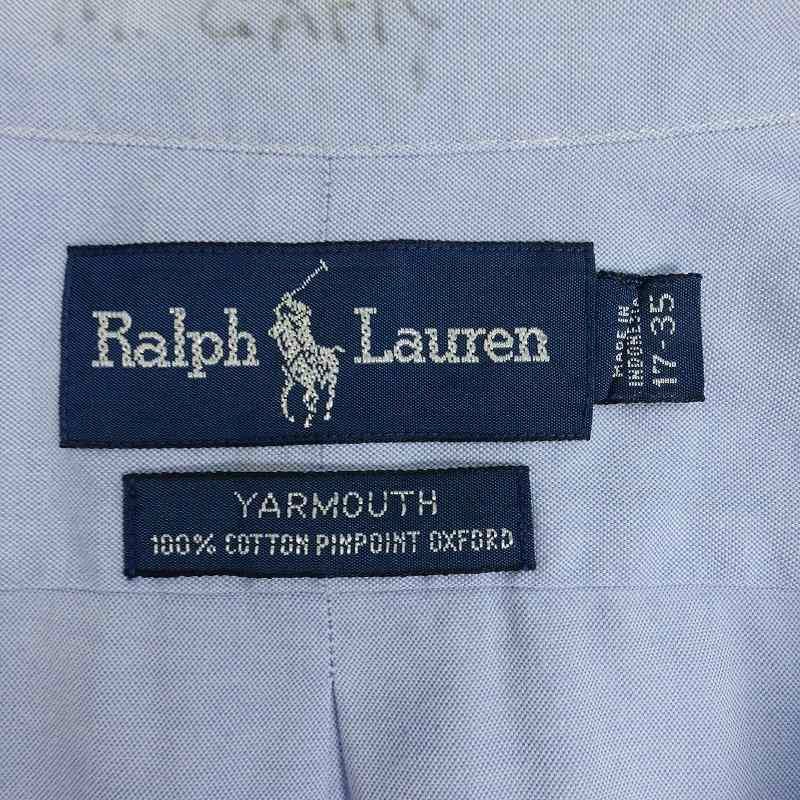 Ralph Lauren
MADE IN
INDONESIA
17-35
YARMOUTH
100% COTTON PINPOINT OXFORD